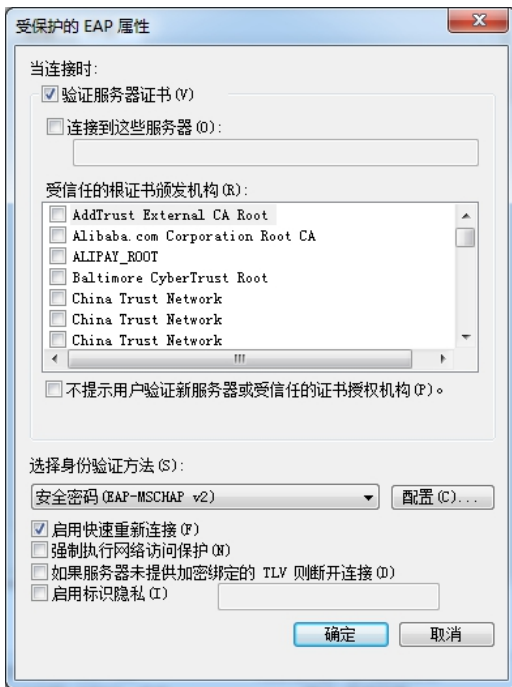 受保护的 EAP 属性
当连接时:
验证服务器证书(V)
连接到这些服务器(O):
受信任的根证书颁发机构(R):
AddTrust External CA Root
Alibaba.com Corporation Root CA
ALIPAY_ROOT
Baltimore CyberTrust Root
China Trust Network
China Trust Network
China Trust Network
不提示用户验证新服务器或受信任的证书授权机构(P)。
选择身份验证方法(S):
安全密码(EAP-MSCHAP v2)
配置(C)...
启用快速重新连接(F)
强制执行网络访问保护(N)
如果服务器未提供加密绑定的 TLV 则断开连接(D)
启用标识隐私(I)
确定
取消